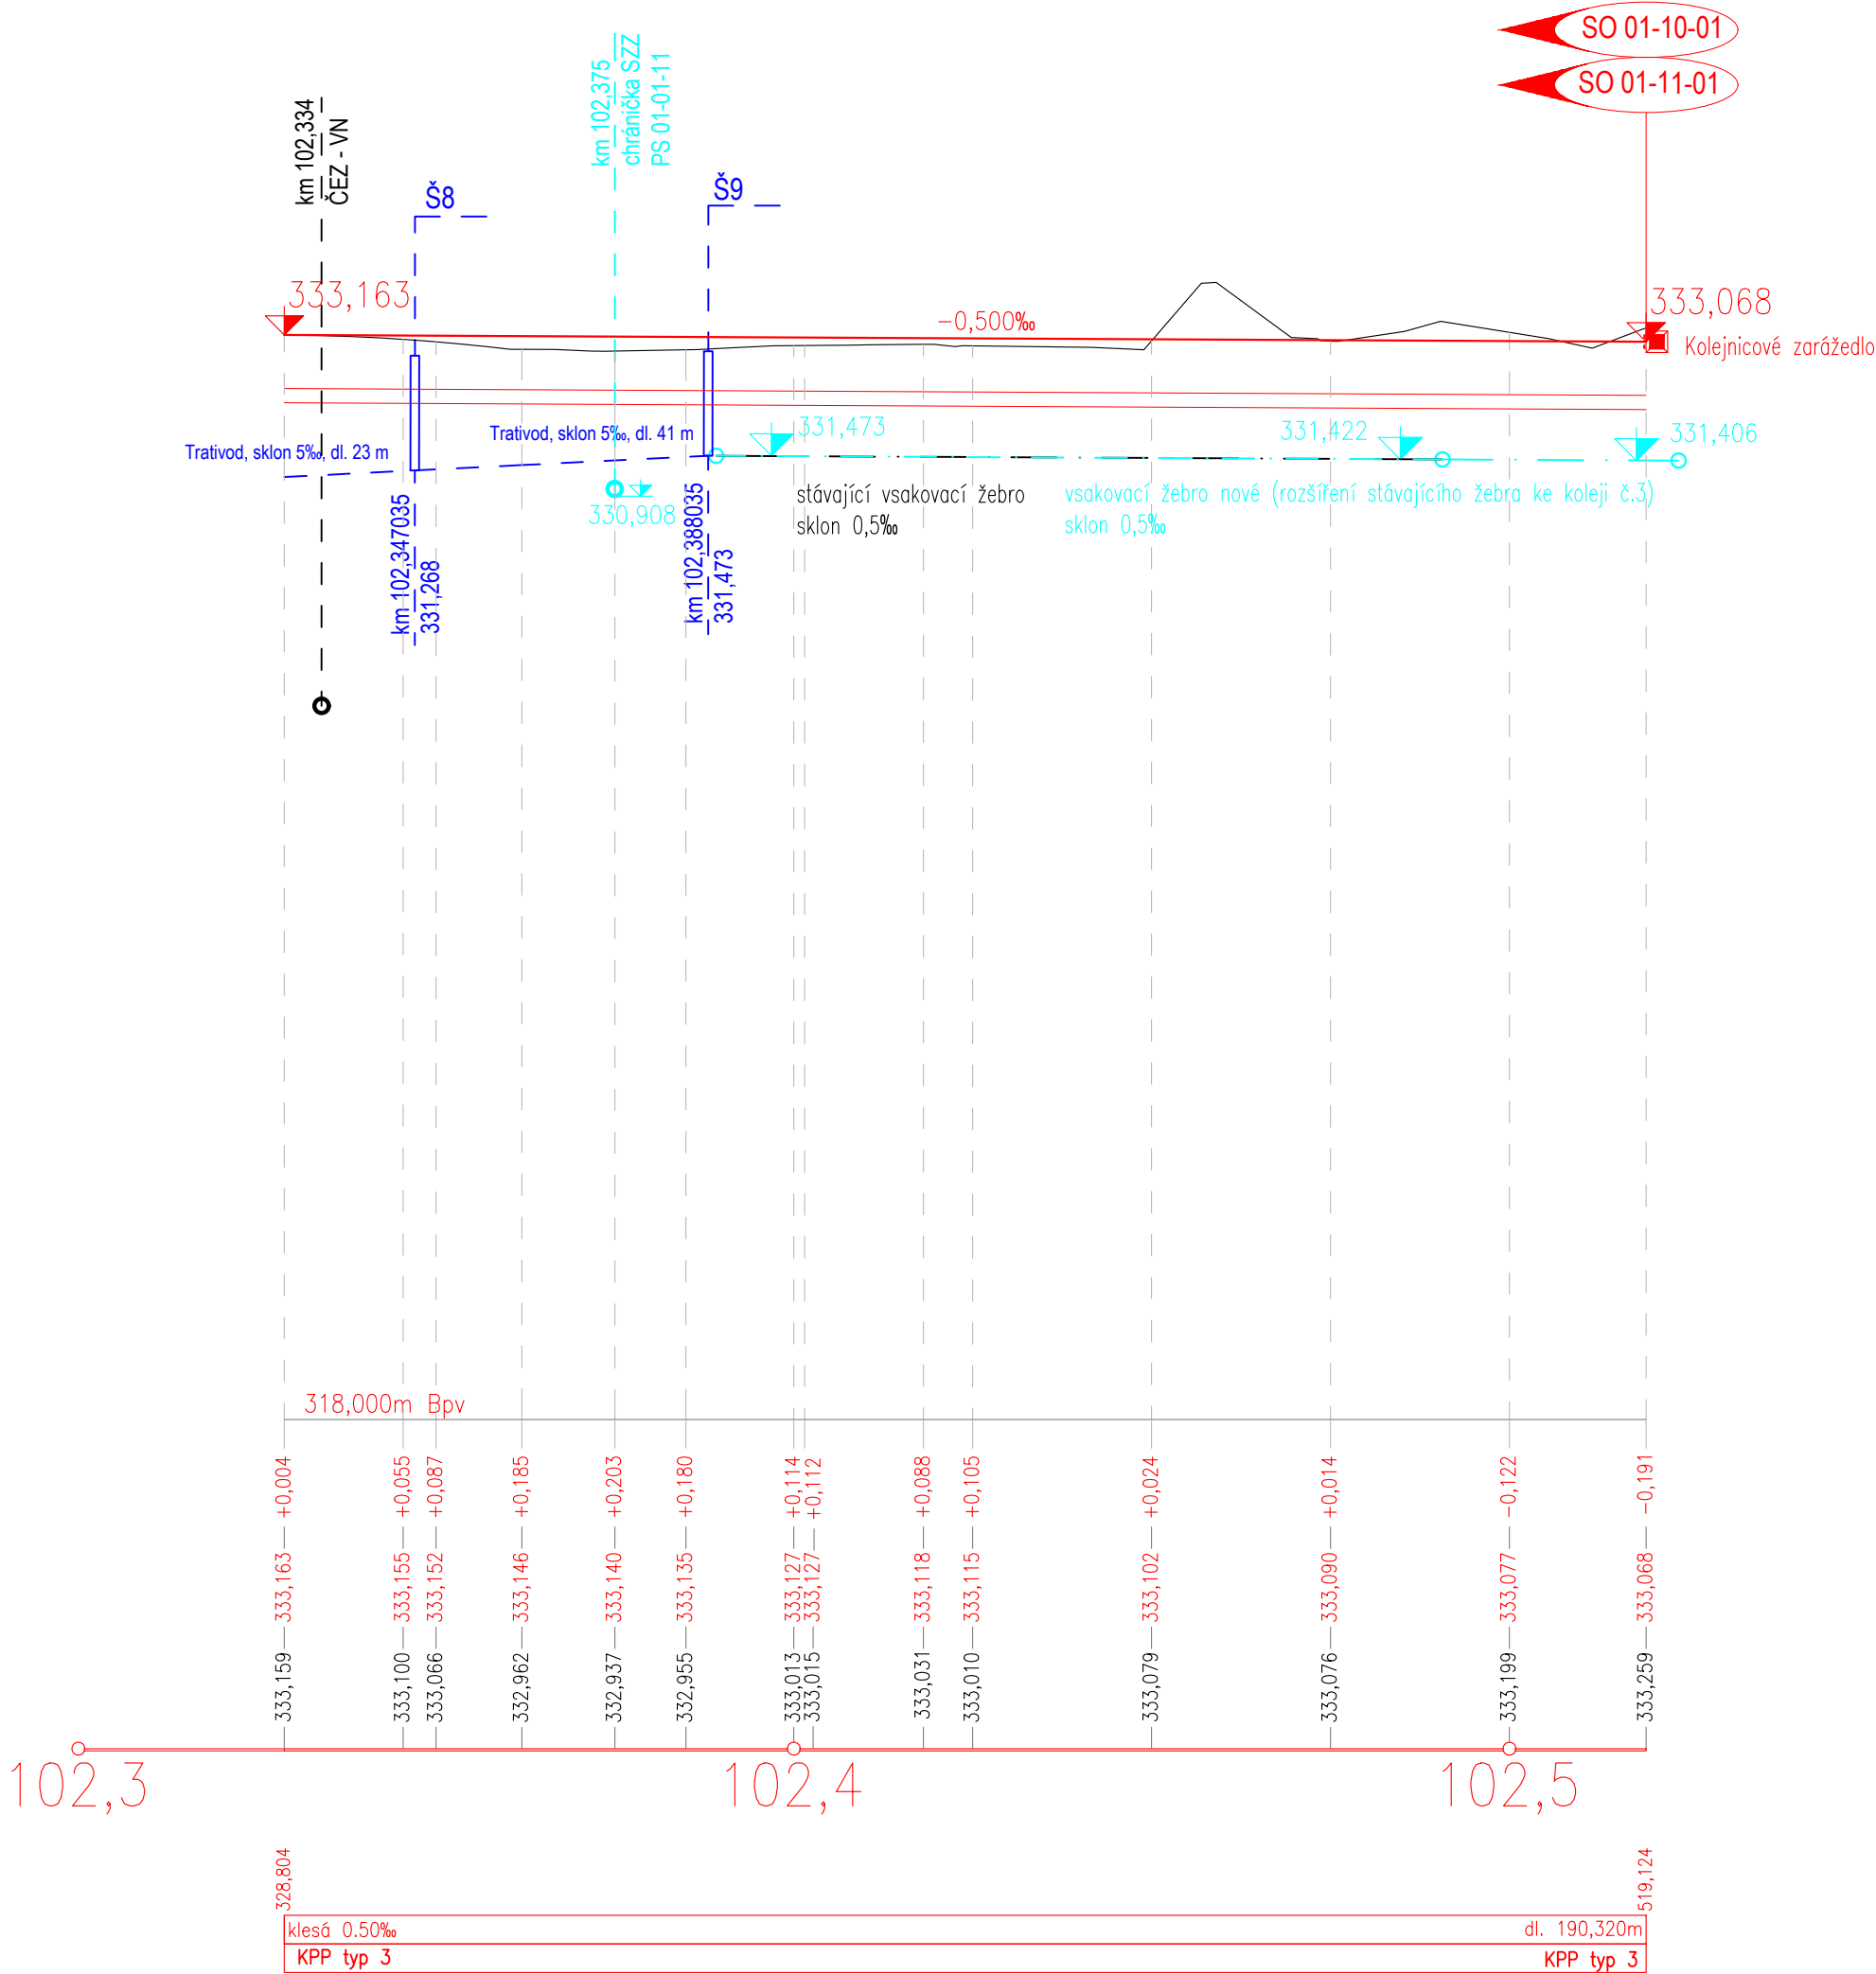 SO 01-10-01
SO 01-11-01
km 102,334
ČEZ - VN
km 102,375
chránička SZZ
PS 01-01-11
Š8
Š9
333,163
-0,500‰
333,068
Kolejnicové zarážedlo
Trativod, sklon 5‰, dl. 23 m
Trativod, sklon 5‰, dl. 41 m
331,473
331,422
331,406
330,908
stávající vsakovací žebro
sklon 0,5‰
vsakovací žebro nové (rozšíření stávajícího žebra ke koleji č.3)
sklon 0,5‰
km 102,347035
331,268
km 102,388035
331,473
318,000m Bpv
+0,004
+0,055
+0,087
+0,185
+0,203
+0,180
+0,114
+0,112
+0,088
+0,105
+0,024
+0,014
-0,122
-0,191
333,163
333,155
333,152
333,146
333,140
333,135
333,127
333,127
333,118
333,115
333,102
333,090
333,077
333,068
333,159
333,100
333,066
332,962
332,937
332,955
333,013
333,015
333,031
333,010
333,079
333,076
333,199
333,259
102,3
102,4
102,5
328,804
519,124
klesá 0.50‰
dl. 190,320m
KPP typ 3
KPP typ 3